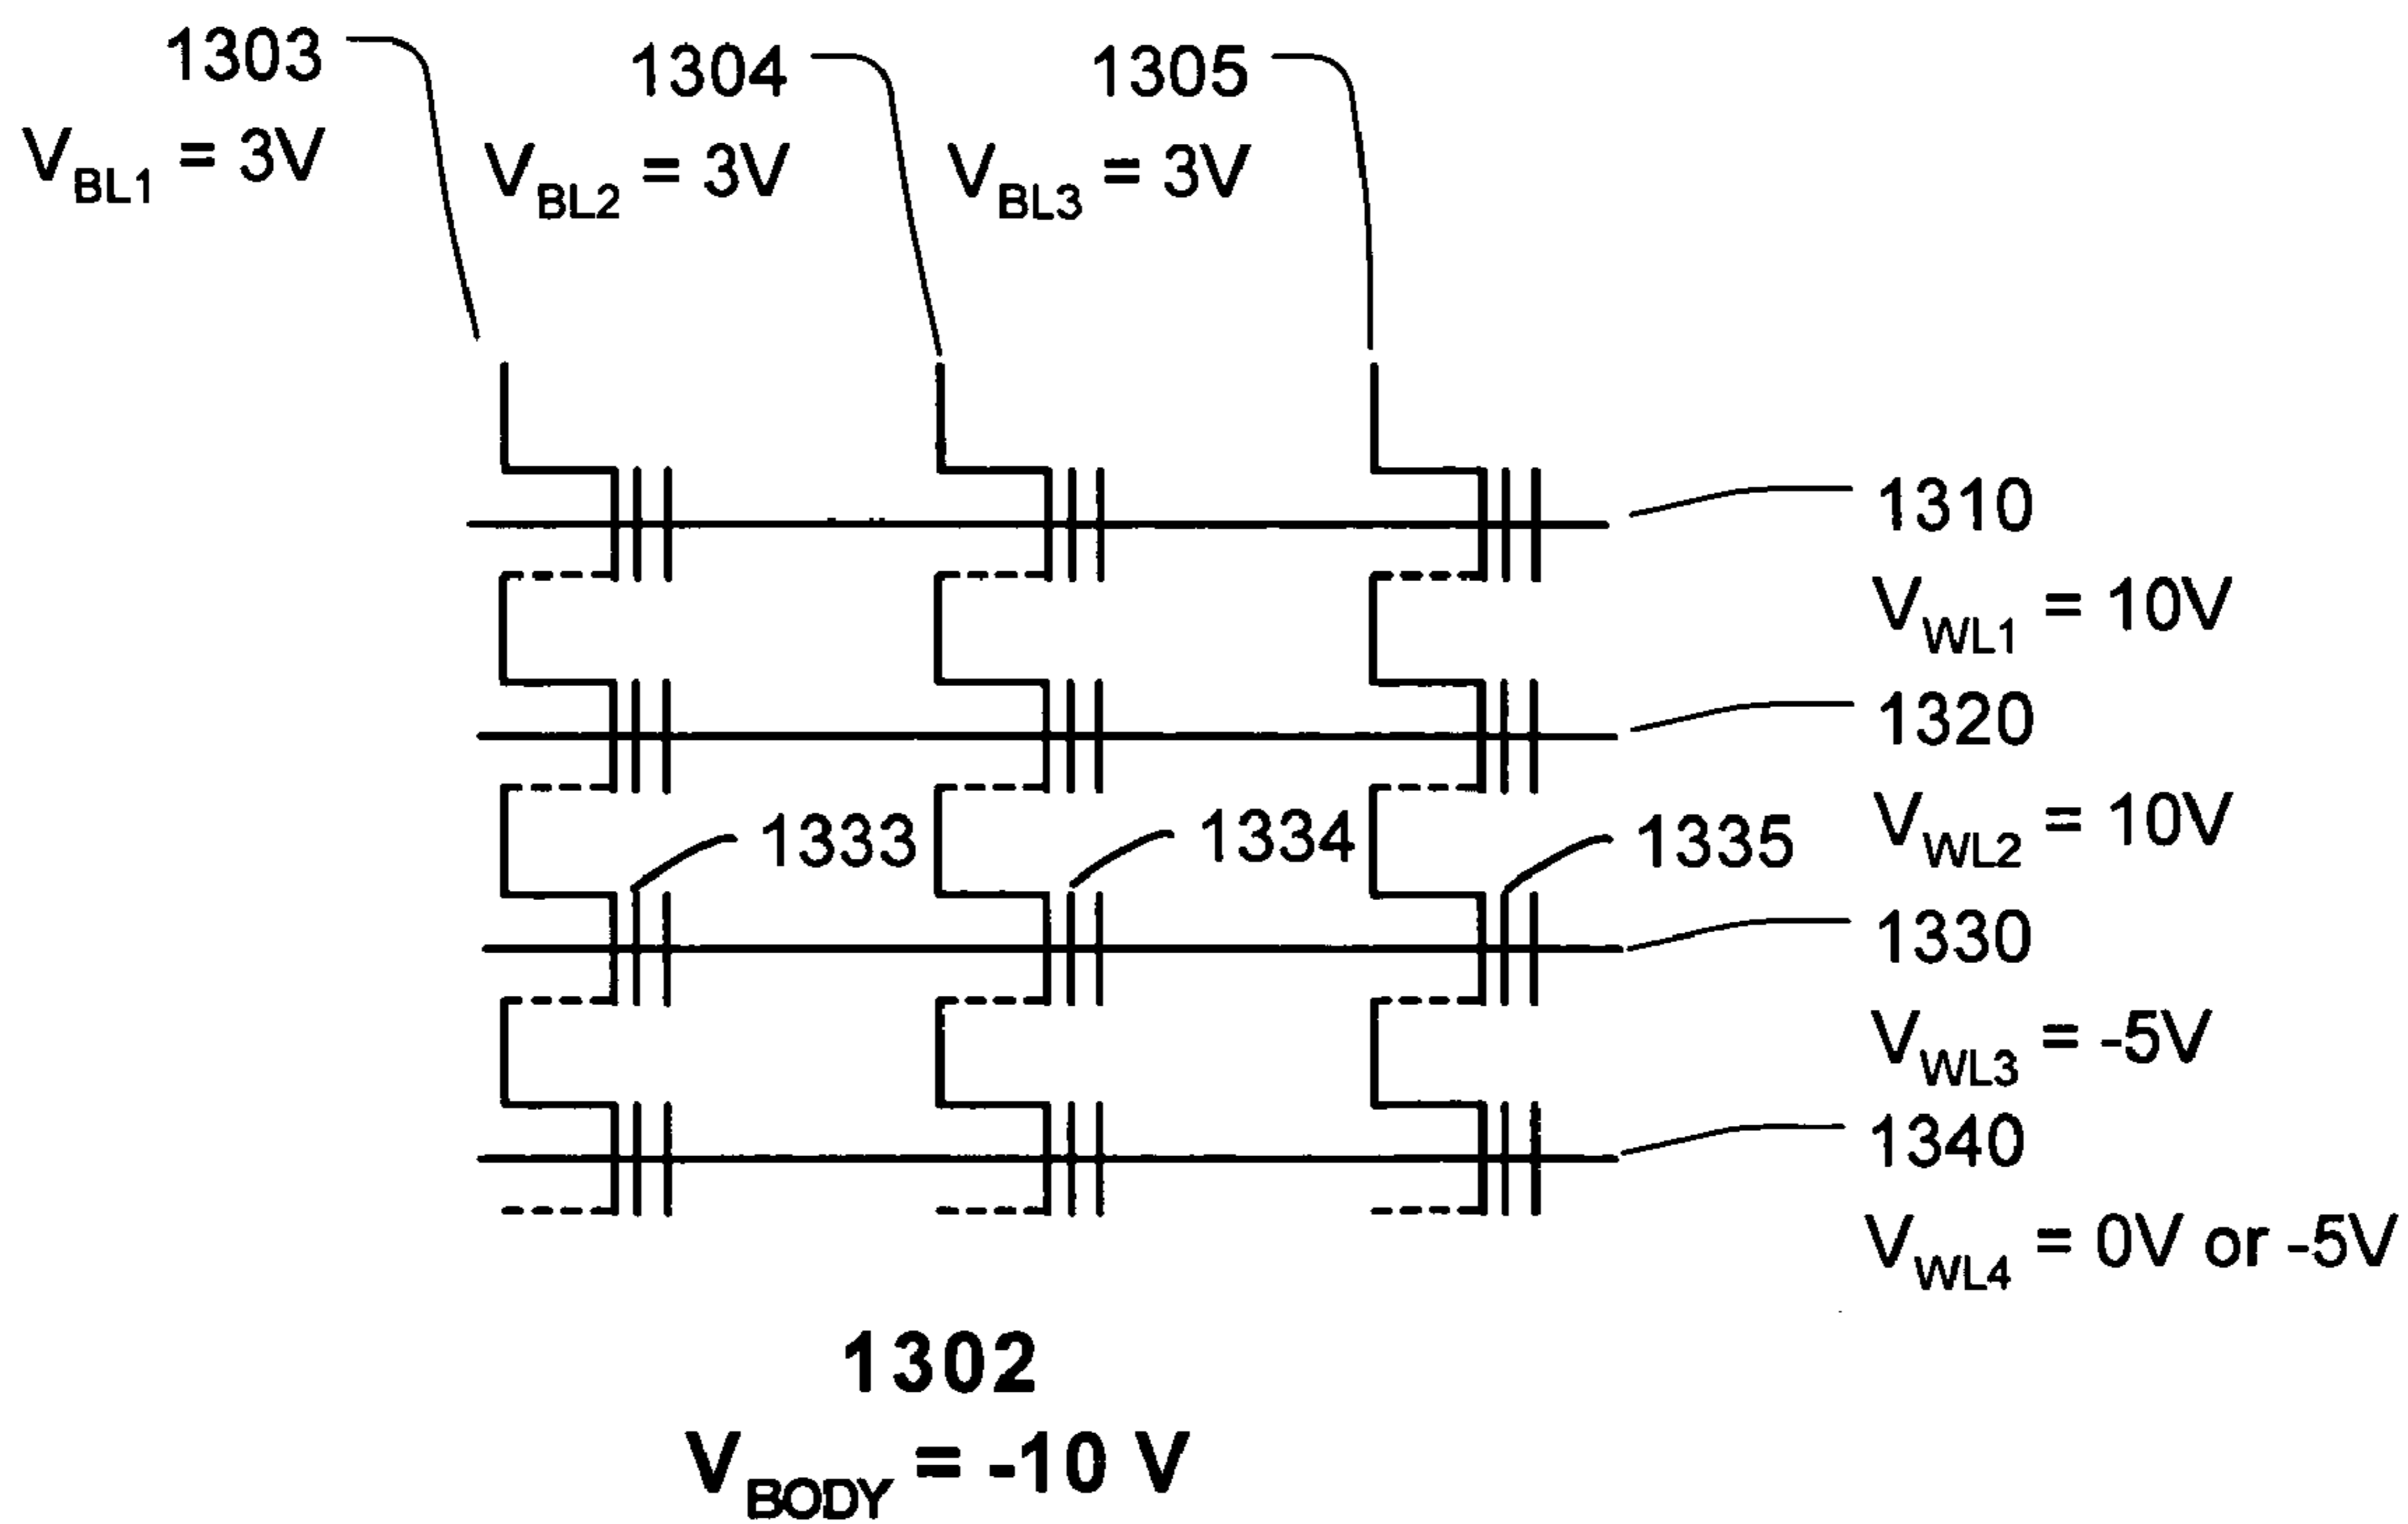 1303
1304
1305
VBL1 = 3V
VBL2 = 3V
VBL3 = 3V
1310
VWL1 = 10V
1320
VWL2 = 10V
1333
1334
1335
1330
VWL3 = -5V
1340
VWL4 = 0V or -5V
1302
VBODY = -10 V